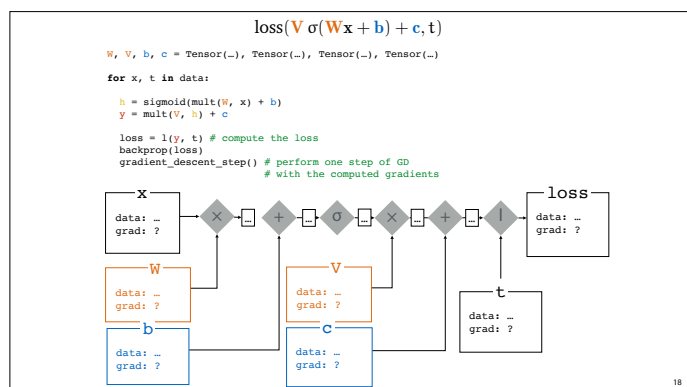 loss(V σ(Wx + b) + c, t)
W, V, b, c = Tensor(…), Tensor(…), Tensor(…), Tensor(…)
for x, t in data:
h = sigmoid(mult(W, x) + b)
y = mult(V, h) + c
loss = l(y, t) # compute the loss
backprop(loss)
gradient_descent_step() # perform one step of GD
# with the computed gradients
x
data: …
grad: ?
× … + … σ … × … + … l
loss
data: …
grad: ?
W
data: …
grad: ?
V
data: …
grad: ?
t
data: …
grad: ?
b
data: …
grad: ?
c
data: …
grad: ?
18